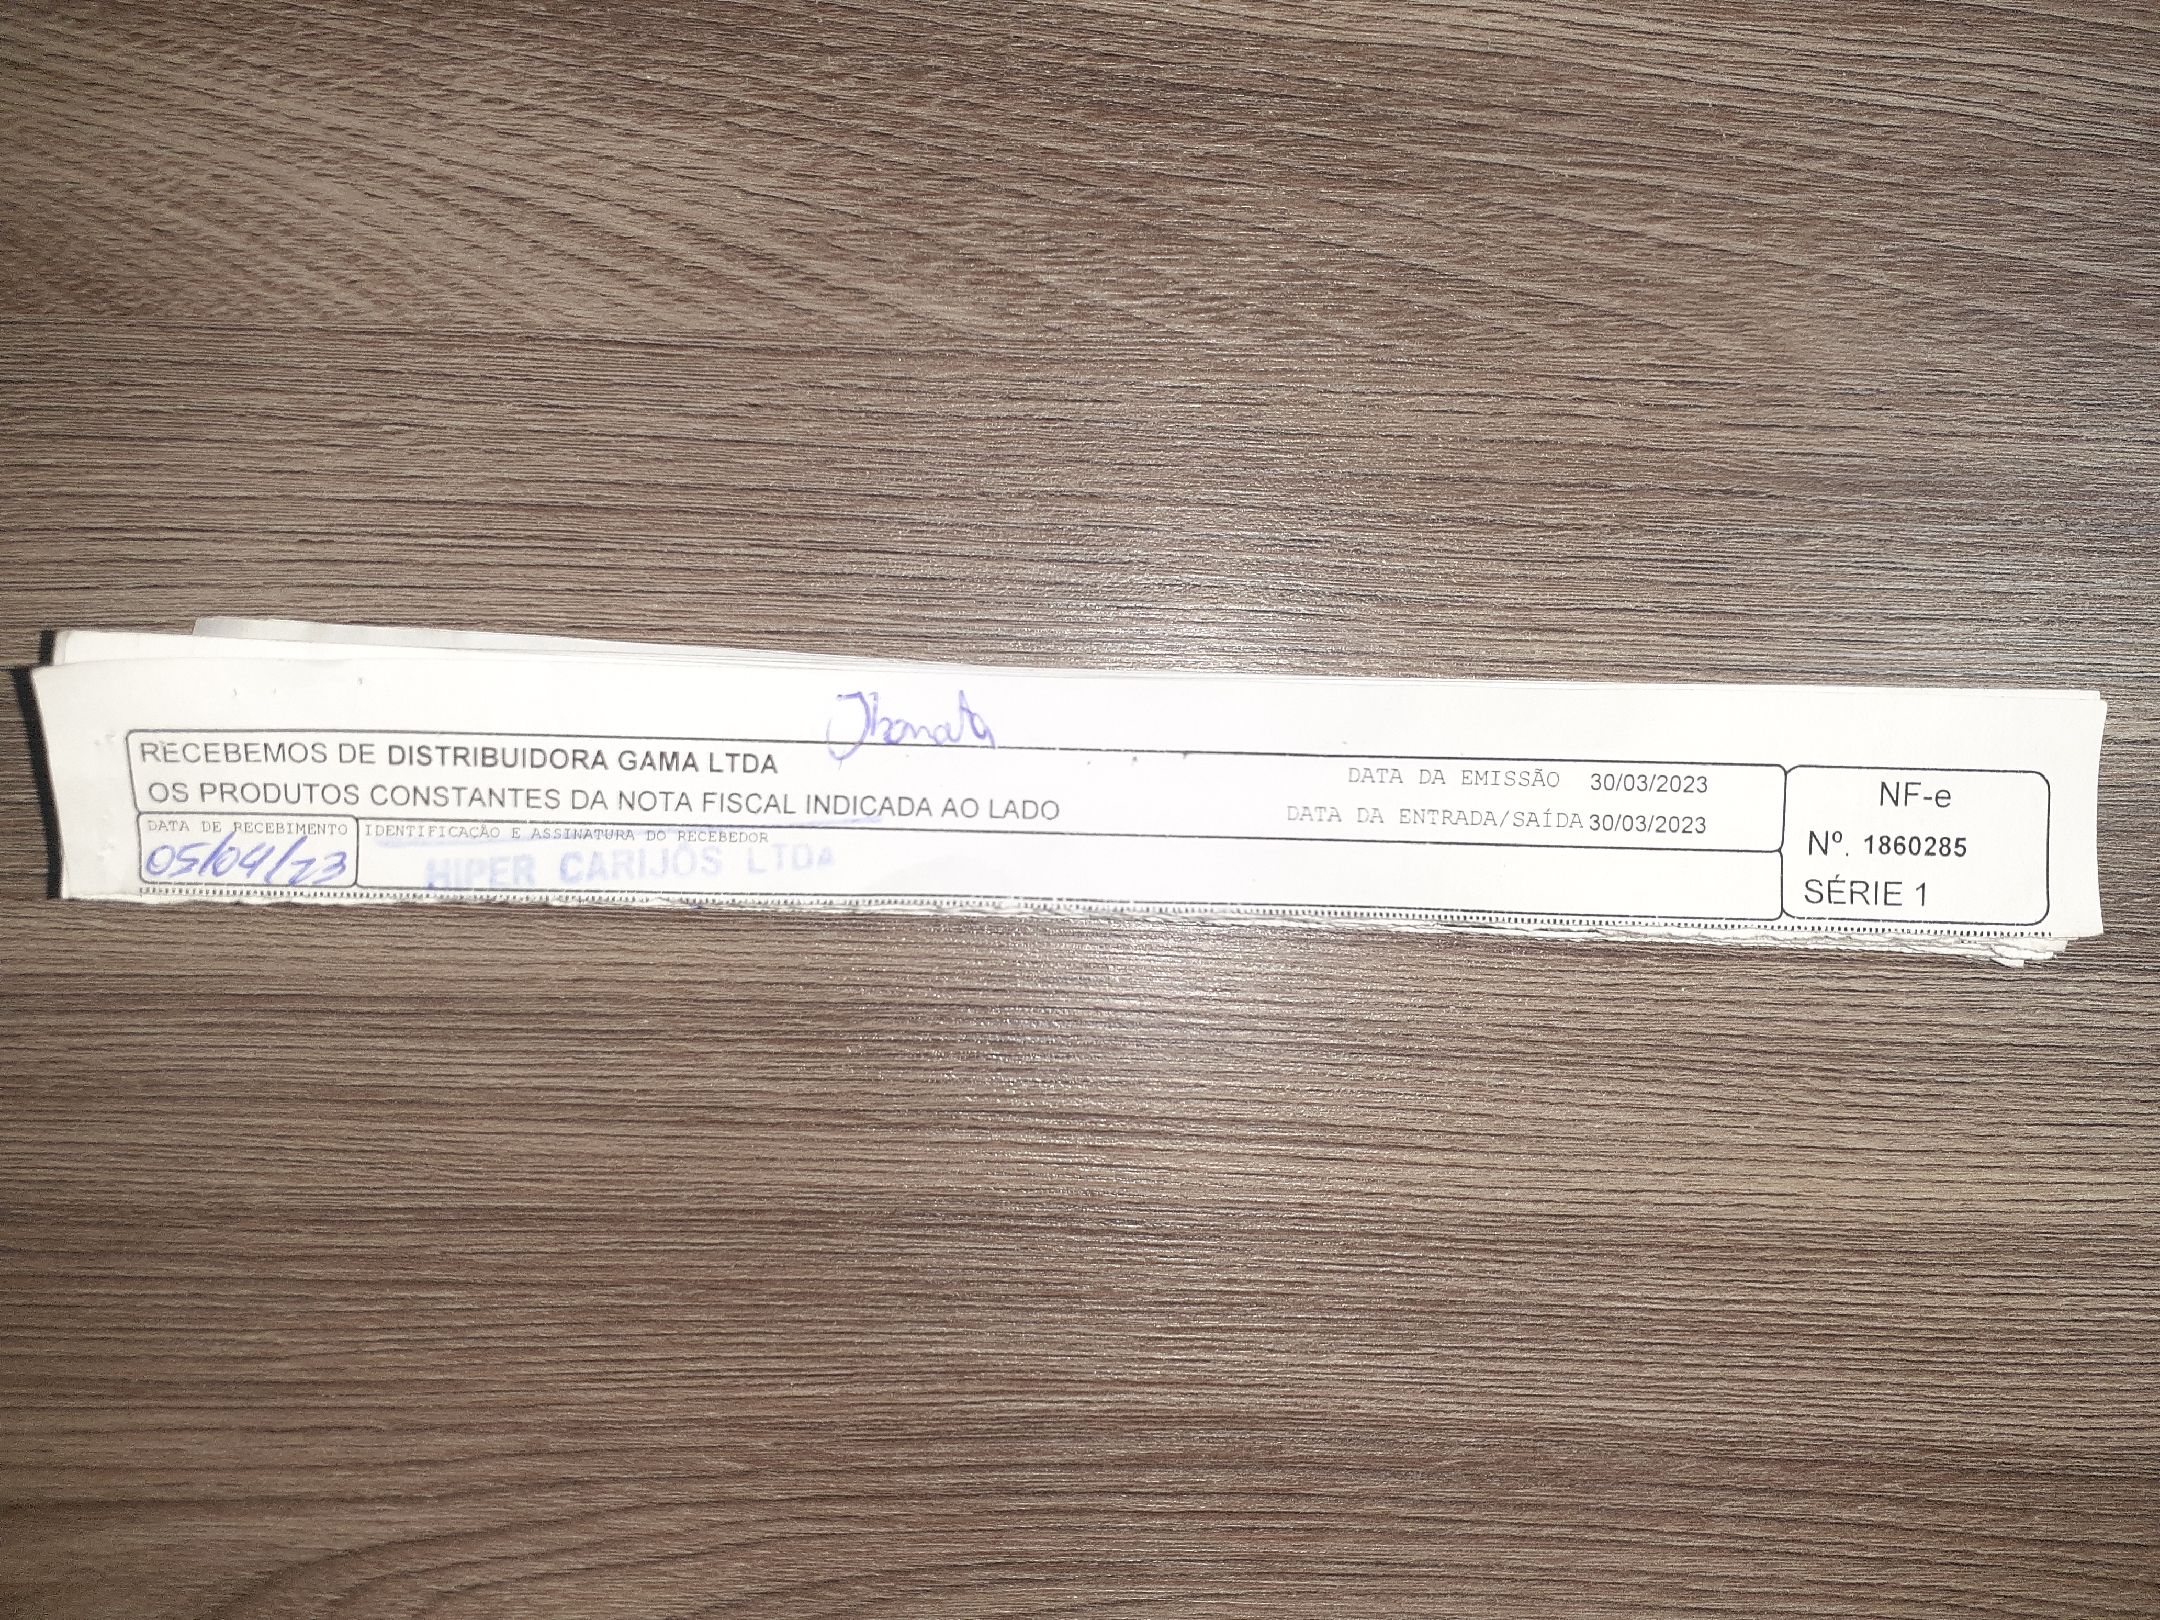 Jhonata
RECEBEMOS DE DISTRIBUIDORA GAMA LTDA
OS PRODUTOS CONSTANTES DA NOTA FISCAL INDICADA AO LADO
DATA DA EMISSÃO 30/03/2023
DATA DA ENTRADA/SAÍDA 30/03/2023
DATA DE RECEBIMENTO
05/04/23
IDENTIFICAÇÃO E ASSINATURA DO RECEBEDOR
HIPER CARIJÓS LTDA
NF-e
Nº. 1860285
SÉRIE 1